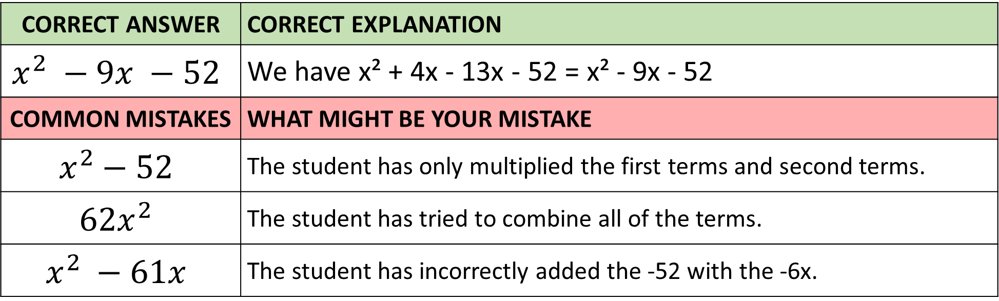 CORRECT ANSWER CORRECT EXPLANATION
x² − 9x − 52 We have x² + 4x - 13x - 52 = x² - 9x - 52
COMMON MISTAKES WHAT MIGHT BE YOUR MISTAKE
x² − 52 The student has only multiplied the first terms and second terms.
62x² The student has tried to combine all of the terms.
x² − 61x The student has incorrectly added the -52 with the -6x.